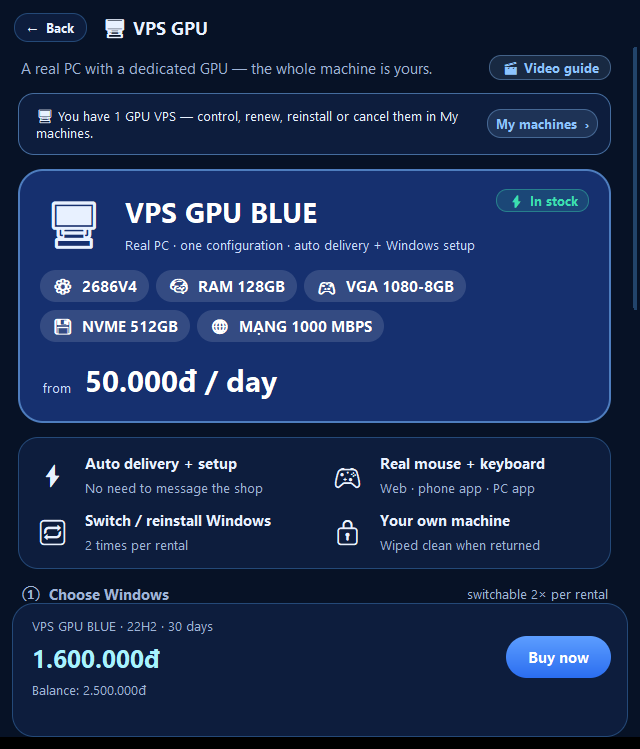 ← Back
VPS GPU
A real PC with a dedicated GPU — the whole machine is yours.
Video guide
You have 1 GPU VPS — control, renew, reinstall or cancel them in My
machines.
My machines ›
VPS GPU BLUE
In stock
Real PC · one configuration · auto delivery + Windows setup
2686V4
RAM 128GB
VGA 1080-8GB
NVME 512GB
MẠNG 1000 MBPS
from 50.000đ / day
Auto delivery + setup
No need to message the shop
Real mouse + keyboard
Web · phone app · PC app
Switch / reinstall Windows
2 times per rental
Your own machine
Wiped clean when returned
① Choose Windows
switchable 2× per rental
VPS GPU BLUE · 22H2 · 30 days
1.600.000đ
Balance: 2.500.000đ
Buy now